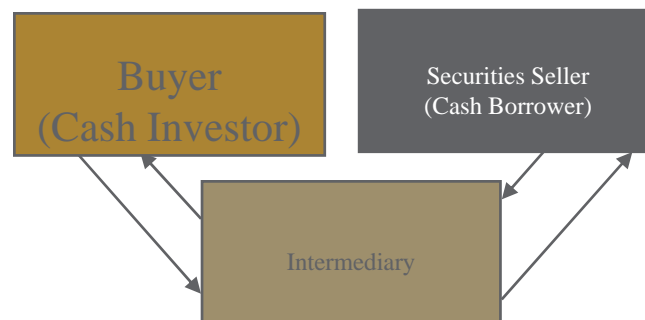 Buyer
(Cash Investor)
Securities Seller
(Cash Borrower)
Intermediary